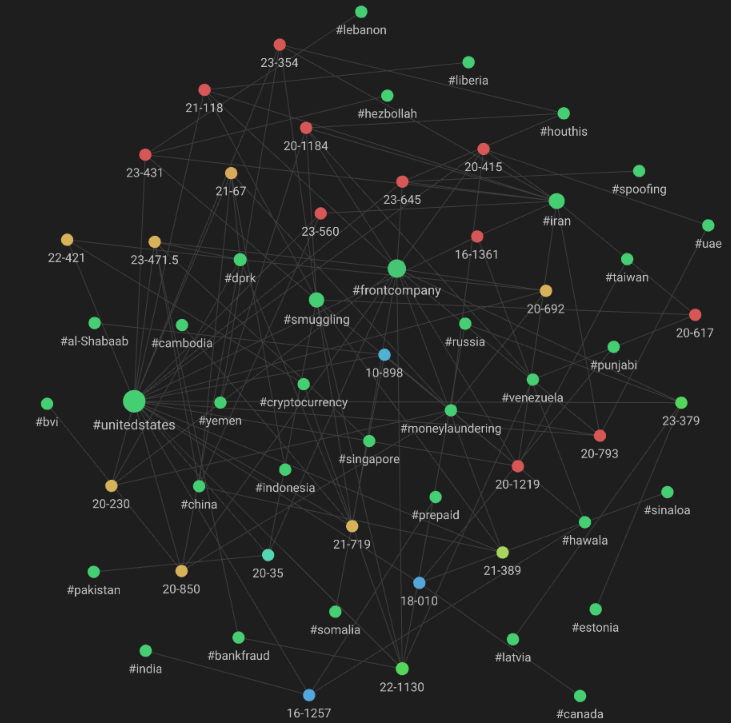 #lebanon
23-354
#liberia
21-118
#hezbollah
#houthis
20-1184
20-415
23-431
21-67
23-645
#spoofing
#iran
23-560
#uae
22-421
23-471.5
16-1361
#dprk
#taiwan
#frontcompany
20-692
#smuggling
20-617
#al-Shabaab
#cambodia
#russia
#punjabi
10-898
#venezuela
#cryptocurrency
#bvi
#unitedstates
#yemen
#moneylaundering
23-379
#singapore
20-793
20-1219
#indonesia
20-230
#china
#prepaid
#sinaloa
21-719
#hawala
20-35
21-389
#pakistan
20-850
18-010
#somalia
#estonia
#bankfraud
#latvia
#india
22-1130
16-1257
#canada